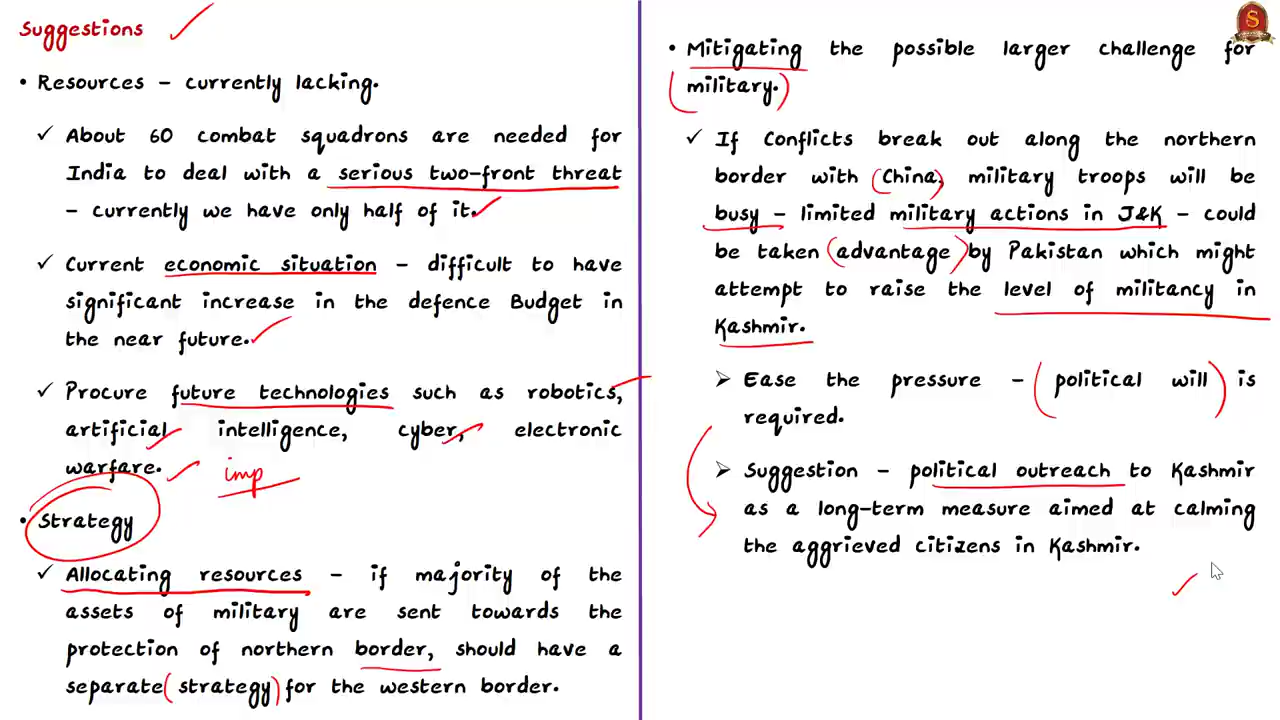 Suggestions
• Resources – currently lacking.
✓ About 60 combat squadrons are needed for
India to deal with a serious two-front threat
– currently we have only half of it.
✓ Current economic situation – difficult to have
significant increase in the defence Budget in
the near future.
✓ Procure future technologies such as robotics,
artificial intelligence, cyber, electronic
warfare.
imp
• Strategy
✓ Allocating resources – if majority of the
assets of military are sent towards the
protection of northern border, should have a
separate (strategy) for the western border.
• Mitigating the possible larger challenge for
(military.)
✓ If Conflicts break out along the northern
border with (China), military troops will be
busy – limited military actions in J&K – could
be taken (advantage) by Pakistan which might
attempt to raise the level of militancy in
Kashmir.
➢ Ease the pressure – (political will) is
required.
➢ Suggestion – political outreach to Kashmir
as a long-term measure aimed at calming
the aggrieved citizens in Kashmir.
S